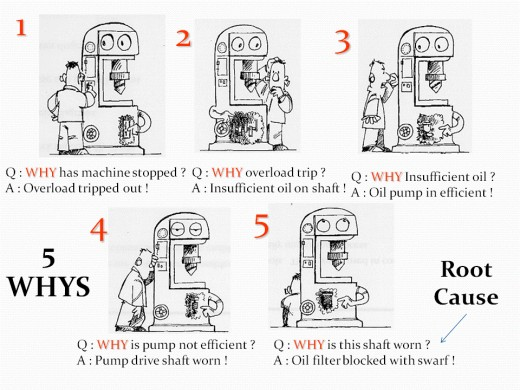 1
2
3
Q : WHY has machine stopped ?
A : Overload tripped out !
Q : WHY overload trip ?
A : Insufficient oil on shaft !
Q : WHY Insufficient oil ?
A : Oil pump in efficient !
5
WHYS
4
5
Q : WHY is pump not efficient ?
A : Pump drive shaft worn !
Q : WHY is this shaft worn ?
A : Oil filter blocked with swarf !
Root
Cause